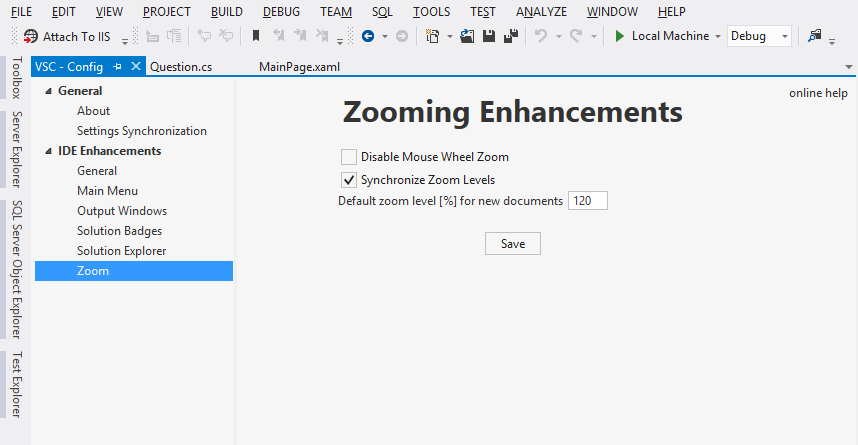 FILE EDIT VIEW PROJECT BUILD DEBUG TEAM SQL TOOLS TEST ANALYZE WINDOW HELP
Attach To IIS Local Machine Debug
VSC - Config Question.cs MainPage.xaml
Toolbox
Server Explorer
SQL Server Object Explorer
Test Explorer
General
About
Settings Synchronization
IDE Enhancements
General
Main Menu
Output Windows
Solution Badges
Solution Explorer
Zoom
online help
Zooming Enhancements
Disable Mouse Wheel Zoom
Synchronize Zoom Levels
Default zoom level [%] for new documents 120
Save